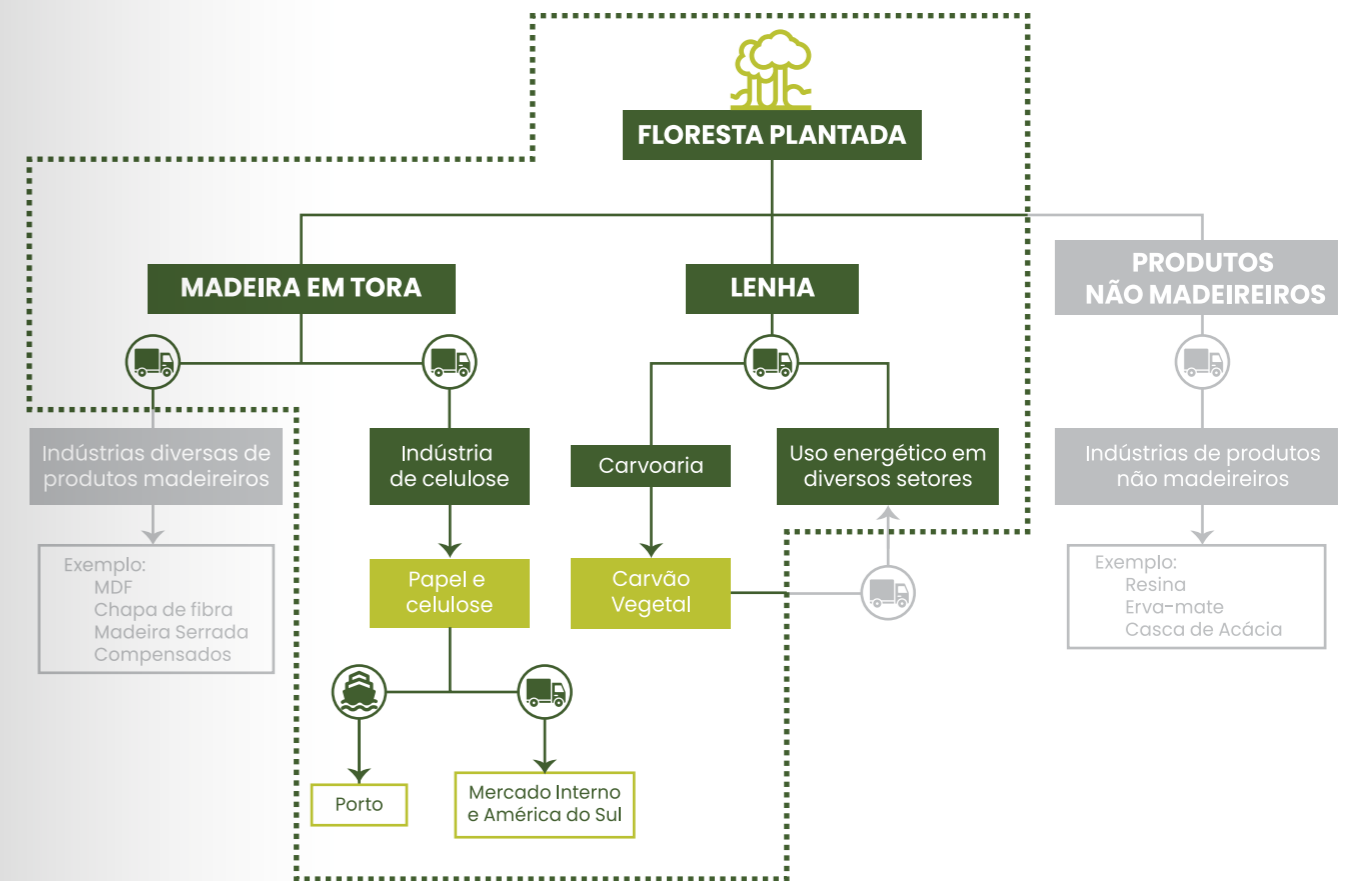 FLORESTA PLANTADA
MADEIRA EM TORA
LENHA
PRODUTOS
NÃO MADEIREIROS
Indústrias diversas de
produtos madeireiros
Indústria
de celulose
Carvoaria
Uso energético em
diversos setores
Indústrias de produtos
não madeireiros
Exemplo:
MDF
Chapa de fibra
Madeira Serrada
Compensados
Papel e
celulose
Carvão
Vegetal
Exemplo:
Resina
Erva-mate
Casca de Acácia
Porto
Mercado Interno
e América do Sul